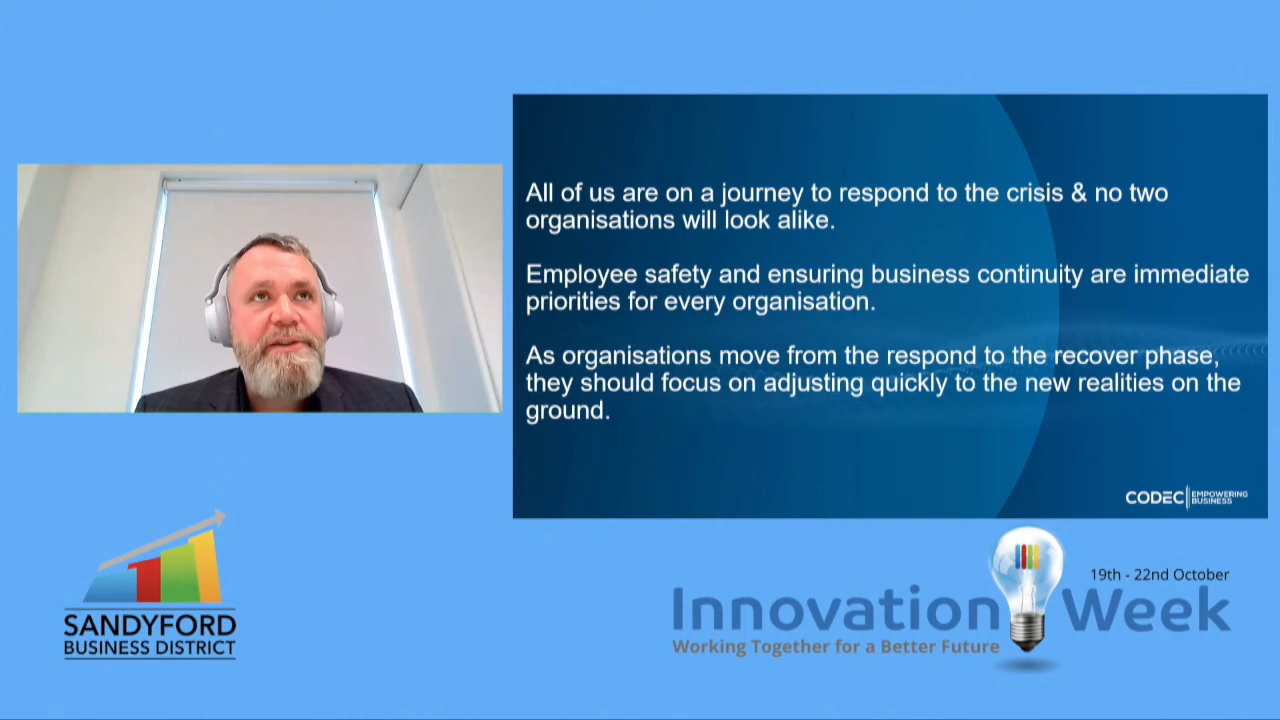 All of us are on a journey to respond to the crisis & no two
organisations will look alike.
Employee safety and ensuring business continuity are immediate
priorities for every organisation.
As organisations move from the respond to the recover phase,
they should focus on adjusting quickly to the new realities on the
ground.
CODEC EMPOWERING
BUSINESS
SANDYFORD
BUSINESS DISTRICT
19th - 22nd October
Innovation Week
Working Together for a Better Future